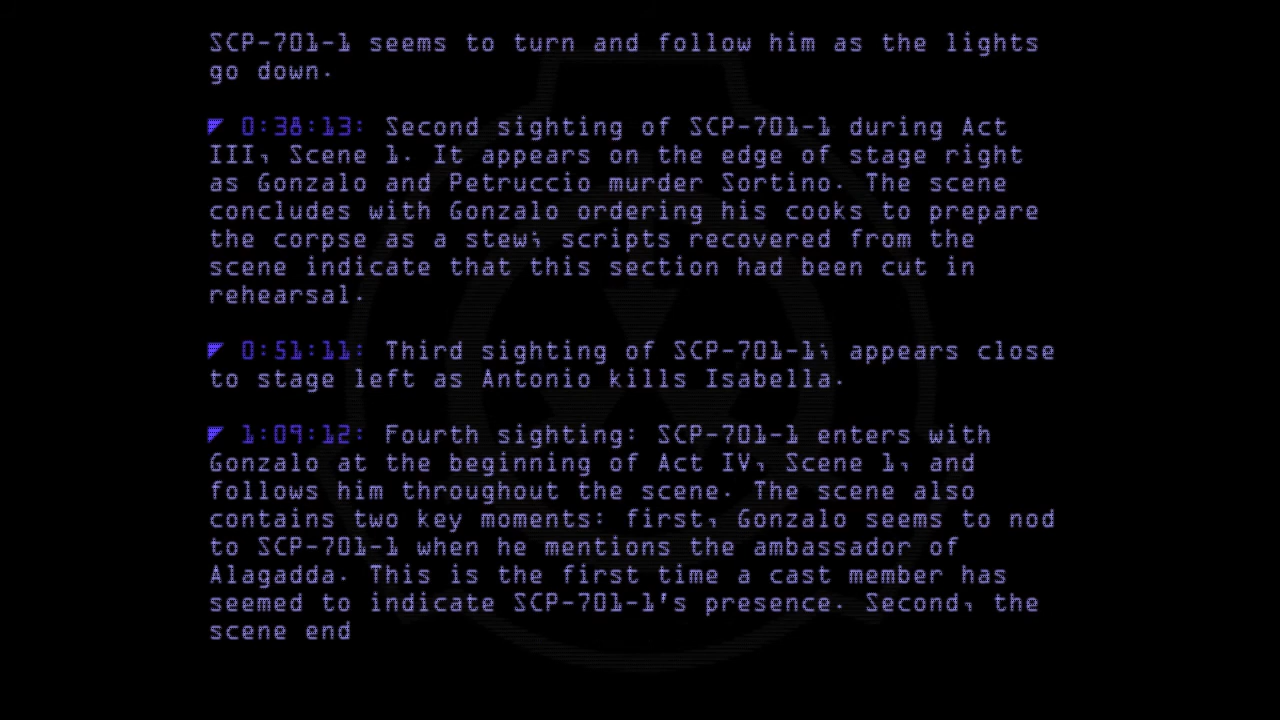 SCP-701-1 seems to turn and follow him as the lights
go down.
0:38:13: Second sighting of SCP-701-1 during Act
III, Scene 1. It appears on the edge of stage right
as Gonzalo and Petruccio murder Sortino. The scene
concludes with Gonzalo ordering his cooks to prepare
the corpse as a stew; scripts recovered from the
scene indicate that this section had been cut in
rehearsal.
0:51:11: Third sighting of SCP-701-1; appears close
to stage left as Antonio kills Isabella.
1:09:12: Fourth sighting: SCP-701-1 enters with
Gonzalo at the beginning of Act IV, Scene 1, and
follows him throughout the scene. The scene also
contains two key moments: first, Gonzalo seems to nod
to SCP-701-1 when he mentions the ambassador of
Alagadda. This is the first time a cast member has
seemed to indicate SCP-701-1's presence. Second, the
scene end